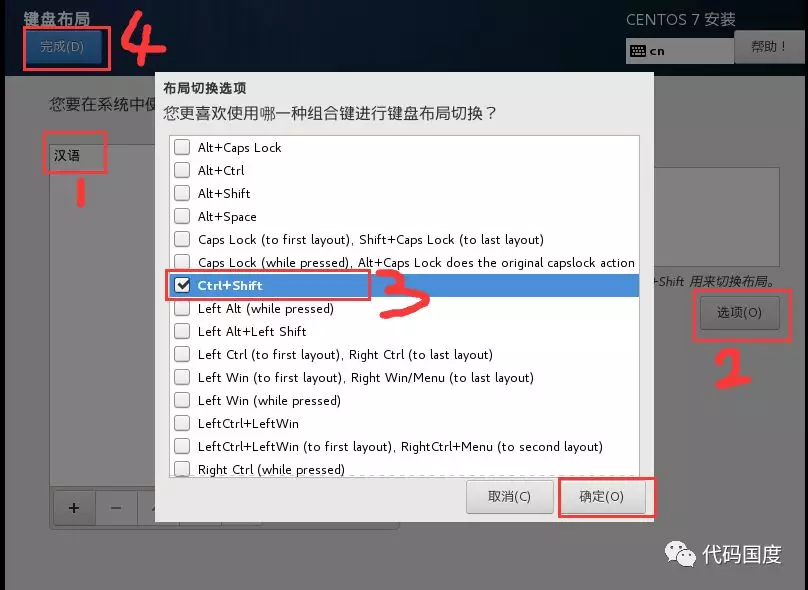 键盘布局
完成(D)
4
CENTOS 7 安装
cn
帮助！
您要在系统中使
布局切换选项
您更喜欢使用哪一种组合键进行键盘布局切换？
汉语
1
Alt+Caps Lock
Alt+Ctrl
Alt+Shift
Alt+Space
Caps Lock (to first layout), Shift+Caps Lock (to last layout)
Caps Lock (while pressed), Alt+Caps Lock does the original capslock action
Ctrl+Shift
3
+Shift 用来切换布局。
Left Alt (while pressed)
选项(O)
2
Left Alt+Left Shift
Left Ctrl (to first layout), Right Ctrl (to last layout)
Left Win (to first layout), Right Win/Menu (to last layout)
Left Win (while pressed)
LeftCtrl+LeftWin
LeftCtrl+LeftWin (to first layout), RightCtrl+Menu (to second layout)
Right Ctrl (while pressed)
+
−
取消(C)
确定(O)
代码国度